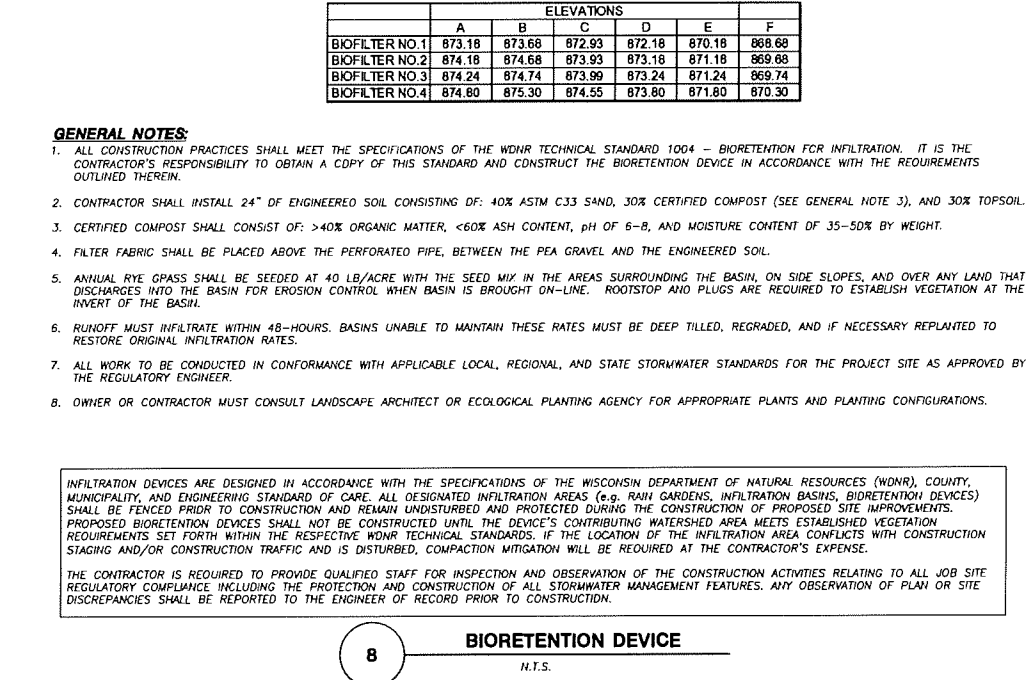 ELEVATIONS
A B C D E F
BIOFILTER NO.1 873.18 873.68 872.93 872.18 870.18 868.68
BIOFILTER NO.2 874.18 874.68 873.93 873.18 871.18 869.68
BIOFILTER NO.3 874.24 874.74 873.99 873.24 871.24 869.74
BIOFILTER NO.4 874.80 875.30 874.55 873.80 871.80 870.30
GENERAL NOTES:
1. ALL CONSTRUCTION PRACTICES SHALL MEET THE SPECIFICATIONS OF THE WDNR TECHNICAL STANDARD 1004 – BIORETENTION FOR INFILTRATION. IT IS THE
CONTRACTOR'S RESPONSIBILITY TO OBTAIN A COPY OF THIS STANDARD AND CONSTRUCT THE BIORETENTION DEVICE IN ACCORDANCE WITH THE REQUIREMENTS
OUTLINED THEREIN.
2. CONTRACTOR SHALL INSTALL 24" OF ENGINEERED SOIL CONSISTING OF: 40% ASTM C33 SAND, 30% CERTIFIED COMPOST (SEE GENERAL NOTE 3), AND 30% TOPSOIL.
3. CERTIFIED COMPOST SHALL CONSIST OF: >40% ORGANIC MATTER, <60% ASH CONTENT, pH OF 6-8, AND MOISTURE CONTENT OF 35-50% BY WEIGHT.
4. FILTER FABRIC SHALL BE PLACED ABOVE THE PERFORATED PIPE, BETWEEN THE PEA GRAVEL AND THE ENGINEERED SOIL.
5. ANNUAL RYE GRASS SHALL BE SEEDED AT 40 LB/ACRE WITH THE SEED MIX IN THE AREAS SURROUNDING THE BASIN, ON SIDE SLOPES, AND OVER ANY LAND THAT
DISCHARGES INTO THE BASIN FOR EROSION CONTROL WHEN BASIN IS BROUGHT ON-LINE. ROOTSTOP AND PLUGS ARE REQUIRED TO ESTABLISH VEGETATION AT THE
INVERT OF THE BASIN.
6. RUNOFF MUST INFILTRATE WITHIN 48-HOURS. BASINS UNABLE TO MAINTAIN THESE RATES MUST BE DEEP TILLED, REGRADED, AND IF NECESSARY REPLANTED TO
RESTORE ORIGINAL INFILTRATION RATES.
7. ALL WORK TO BE CONDUCTED IN CONFORMANCE WITH APPLICABLE LOCAL, REGIONAL, AND STATE STORMWATER STANDARDS FOR THE PROJECT SITE AS APPROVED BY
THE REGULATORY ENGINEER.
8. OWNER OR CONTRACTOR MUST CONSULT LANDSCAPE ARCHITECT OR ECOLOGICAL PLANTING AGENCY FOR APPROPRIATE PLANTS AND PLANTING CONFIGURATIONS.
INFILTRATION DEVICES ARE DESIGNED IN ACCORDANCE WITH THE SPECIFICATIONS OF THE WISCONSIN DEPARTMENT OF NATURAL RESOURCES (WDNR), COUNTY,
MUNICIPALITY, AND ENGINEERING STANDARD OF CARE. ALL DESIGNATED INFILTRATION AREAS (e.g. RAIN GARDENS, INFILTRATION BASINS, BIORETENTION DEVICES)
SHALL BE FENCED PRIOR TO CONSTRUCTION AND REMAIN UNDISTURBED AND PROTECTED DURING THE CONSTRUCTION OF PROPOSED SITE IMPROVEMENTS.
PROPOSED BIORETENTION DEVICES SHALL NOT BE CONSTRUCTED UNTIL THE DEVICE'S CONTRIBUTING WATERSHED AREA MEETS ESTABLISHED VEGETATION
REQUIREMENTS SET FORTH WITHIN THE RESPECTIVE WDNR TECHNICAL STANDARDS. IF THE LOCATION OF THE INFILTRATION AREA CONFLICTS WITH CONSTRUCTION
STAGING AND/OR CONSTRUCTION TRAFFIC AND IS DISTURBED, COMPACTION MITIGATION WILL BE REQUIRED AT THE CONTRACTOR'S EXPENSE.
THE CONTRACTOR IS REQUIRED TO PROVIDE QUALIFIED STAFF FOR INSPECTION AND OBSERVATION OF THE CONSTRUCTION ACTIVITIES RELATING TO ALL JOB SITE
REGULATORY COMPLIANCE INCLUDING THE PROTECTION AND CONSTRUCTION OF ALL STORMWATER MANAGEMENT FEATURES. ANY OBSERVATION OF PLAN OR SITE
DISCREPANCIES SHALL BE REPORTED TO THE ENGINEER OF RECORD PRIOR TO CONSTRUCTION.
8 BIORETENTION DEVICE
N.T.S.